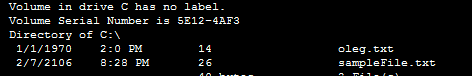 Volume in drive C has no label.
Volume Serial Number is 5E12-4AF3
Directory of C:\
1/1/1970 2:0 PM 14 oleg.txt
2/7/2106 8:28 PM 26 sampleFile.txt